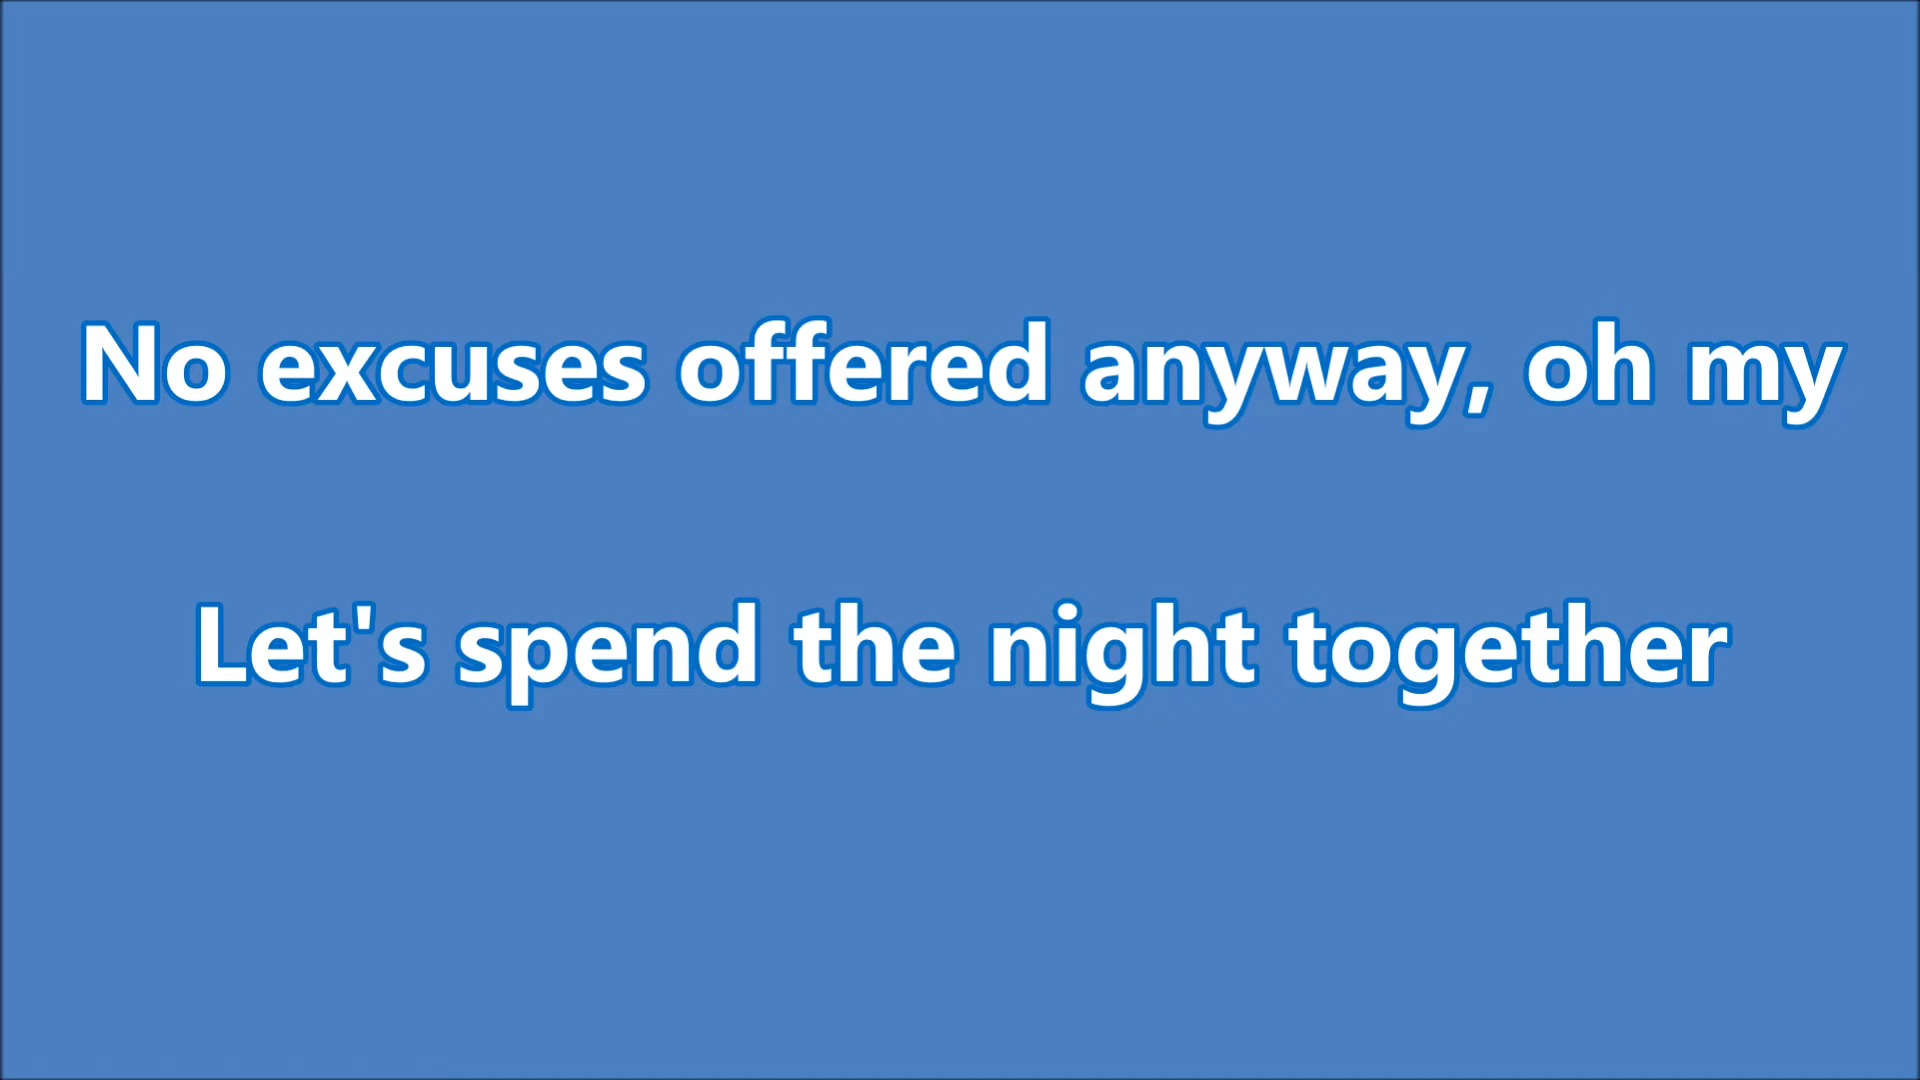 No excuses offered anyway, oh my
Let's spend the night together